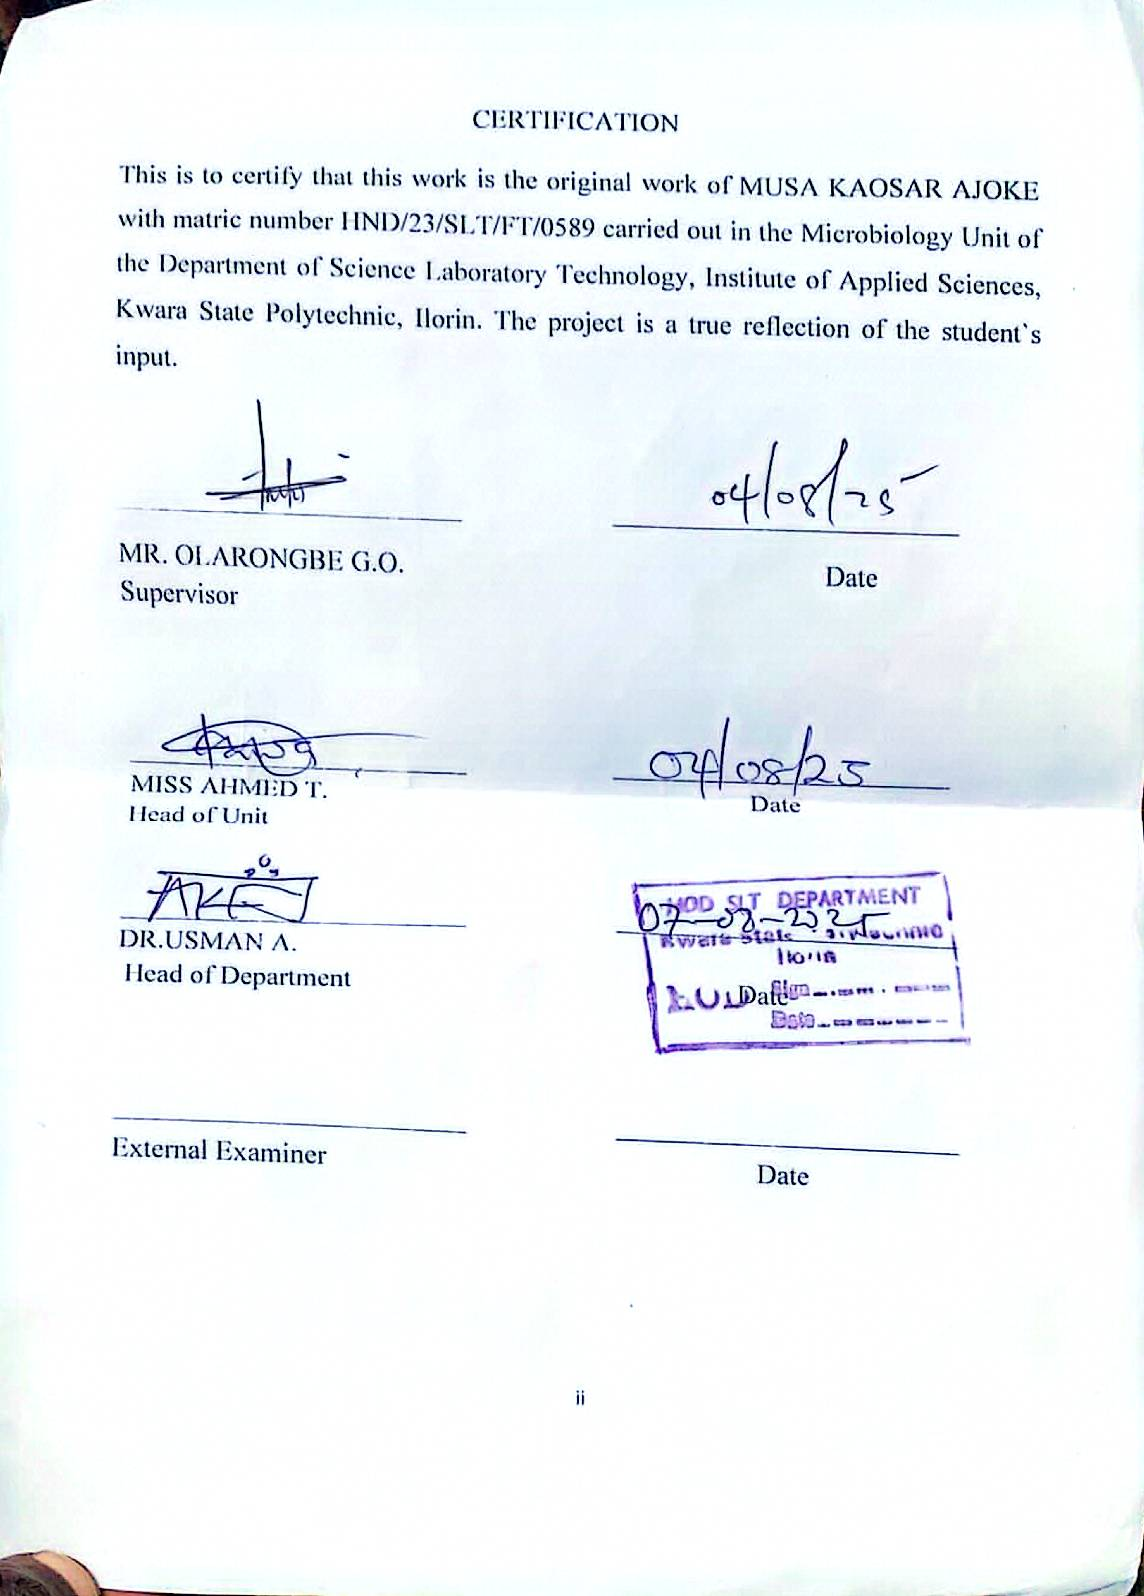 CERTIFICATION
This is to certify that this work is the original work of MUSA KAOSAR AJOKE
with matric number HND/23/SLT/FT/0589 carried out in the Microbiology Unit of
the Department of Science Laboratory Technology, Institute of Applied Sciences,
Kwara State Polytechnic, Ilorin. The project is a true reflection of the student`s
input.
04/08/25
MR. OLARONGBE G.O.
Date
Supervisor
04/08/25
MISS AHMED T.
Date
Head of Unit
HOD SLT DEPARTMENT
07-08-2025
Kwara State
Ilorin
DR.USMAN A.
Head of Department
Date
Sign
Date
External Examiner
Date
ii